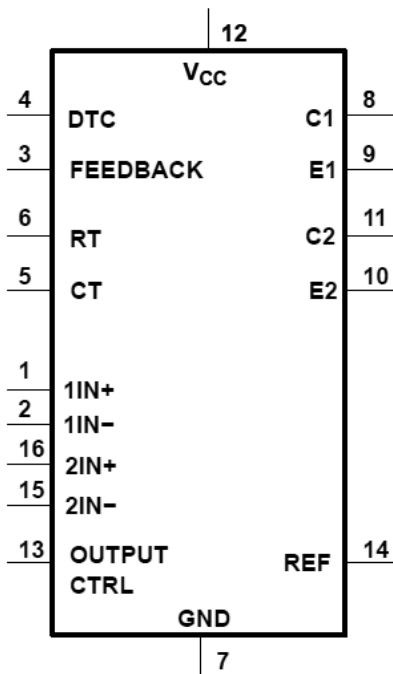 12
VCC
4 DTC C1 8
3 FEEDBACK E1 9
6 RT C2 11
5 CT E2 10
1 1IN+
2 1IN−
16 2IN+
15 2IN−
13 OUTPUT CTRL REF 14
GND
7